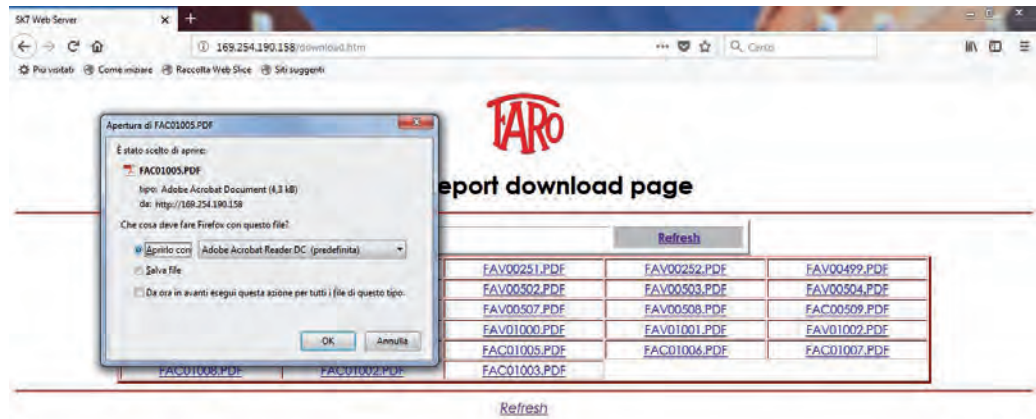 SK7 Web Server
169.254.190.158/download.htm
Cerca
Più visitati Come iniziare Raccolta Web Slice Siti suggeriti
FARO
eport download page
Refresh
Apertura di FAC01005.PDF
È stato scelto di aprire:
FAC01005.PDF
tipo: Adobe Acrobat Document (4,3 kB)
da: http://169.254.190.158
Che cosa deve fare Firefox con questo file?
Aprirlo con Adobe Acrobat Reader DC (predefinita)
Salva file
Da ora in avanti esegui questa azione per tutti i file di questo tipo.
OK Annulla
FAV00251.PDF FAV00252.PDF FAV00499.PDF
FAV00502.PDF FAV00503.PDF FAV00504.PDF
FAV00507.PDF FAV00508.PDF FAC00509.PDF
FAV01000.PDF FAV01001.PDF FAV01002.PDF
FAC01005.PDF FAC01006.PDF FAC01007.PDF
FAC01008.PDF FAC01002.PDF FAC01003.PDF
Refresh